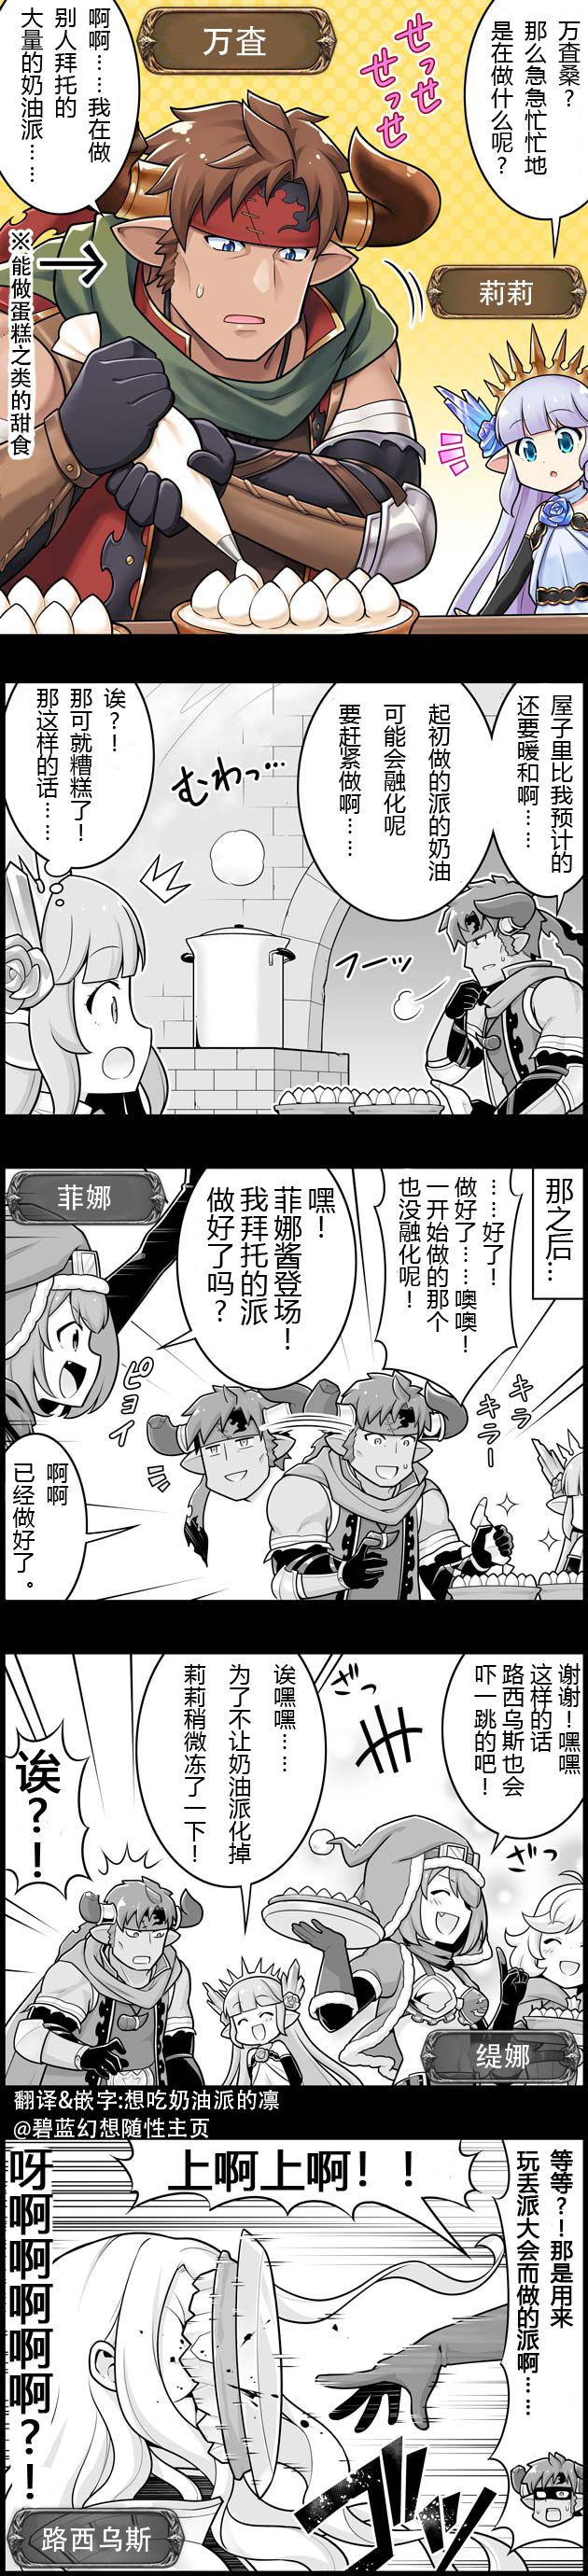 万查桑？
那么急急忙忙地
是在做什么呢？
せっせ
せっせ
万查
啊啊……我在做
别人拜托的
大量的奶油派……
莉莉
※能做蛋糕之类的甜食
屋子里比我预计的
还要暖和啊……
起初做的派的奶油
可能会融化呢
要赶紧做啊……
むわっ…
フーッ
诶？！
那可就糟糕了！
那这样的话……
那之后…
……好了！
做好了……噢噢！
一开始做的那个
也没融化呢！
キラ
キラー
嘿！
菲娜酱登场！
我拜托的派
做好了吗？
菲娜
ピョイ
啊啊
已经做好了。
谢谢！嘿嘿
这样的话
路西乌斯也会
吓一跳的吧！
ざっ
ざっ
诶嘿嘿……
为了不让奶油派化掉
莉莉稍微冻了一下！
诶？！
缇娜
翻译&嵌字:想吃奶油派的凛
@碧蓝幻想随性主页
等等？！那是用来
玩丢派大会而做的派啊……
上啊上啊！！
呀啊啊啊啊啊？！
ゴッ
路西乌斯